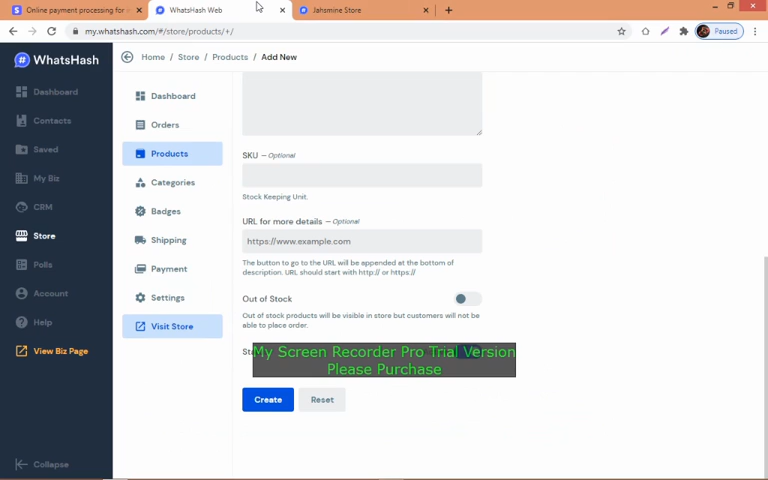 Online payment processing for
WhatsHash Web
Jahsmine Store
my.whatshash.com/#/store/products/+/
Paused
WhatsHash
Home / Store / Products / Add New
Dashboard
Contacts
Saved
My Biz
CRM
Store
Polls
Account
Help
View Biz Page
Collapse
Dashboard
Orders
Products
Categories
Badges
Shipping
Payment
Settings
Visit Store
SKU — Optional
Stock Keeping Unit.
URL for more details — Optional
https://www.example.com
The button to go to the URL will be appended at the bottom of
description. URL should start with http:// or https://
Out of Stock
Out of stock products will be visible in store but customers will not be
able to place order.
My Screen Recorder Pro Trial Version
Please Purchase
Create
Reset